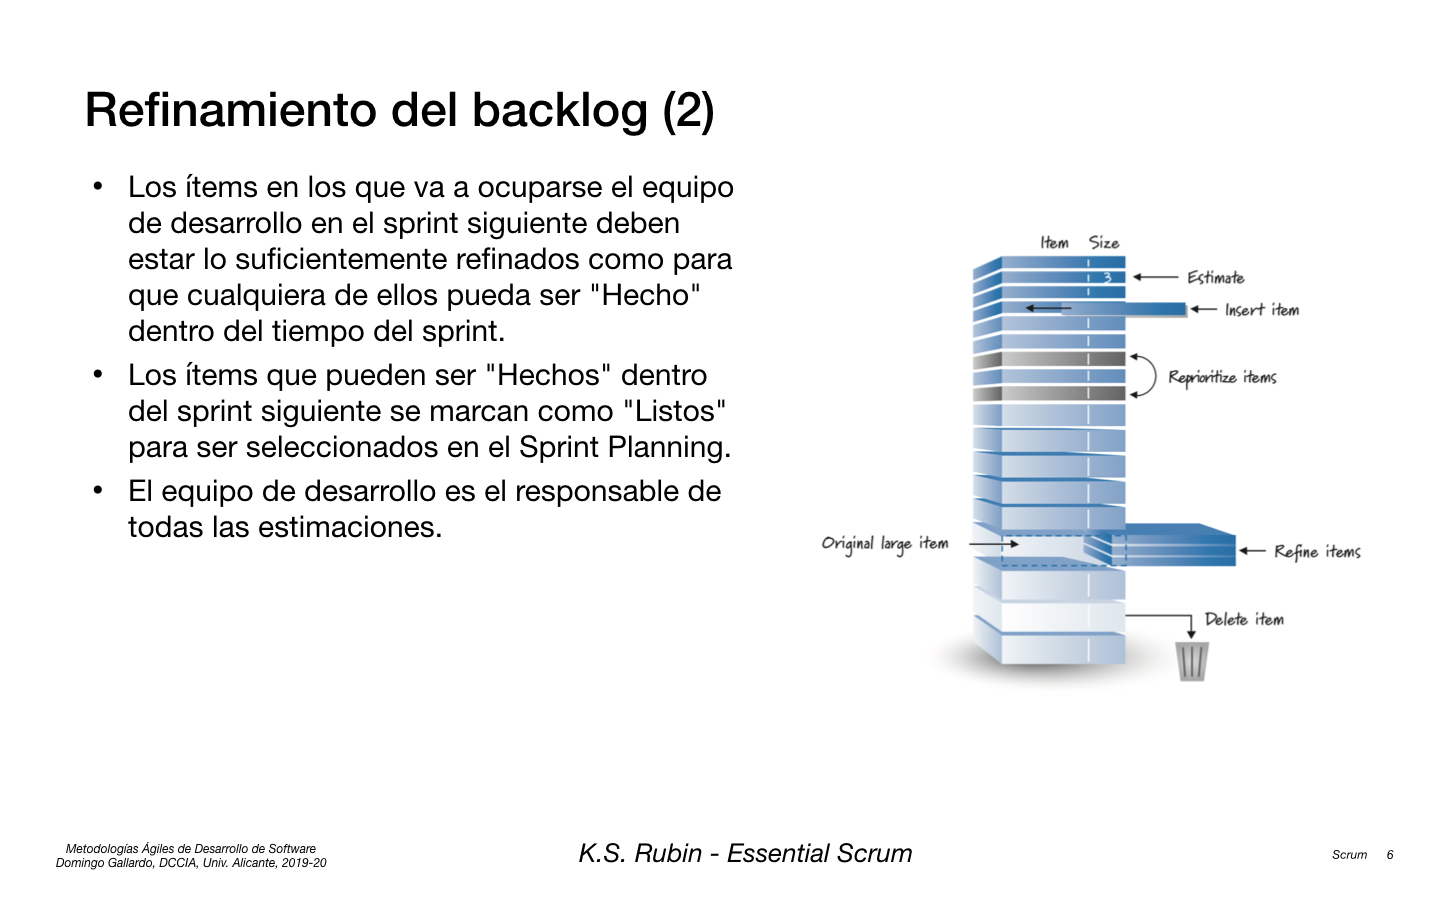 Refinamiento del backlog (2)
• Los ítems en los que va a ocuparse el equipo
de desarrollo en el sprint siguiente deben
estar lo suficientemente refinados como para
que cualquiera de ellos pueda ser "Hecho"
dentro del tiempo del sprint.
• Los ítems que pueden ser "Hechos" dentro
del sprint siguiente se marcan como "Listos"
para ser seleccionados en el Sprint Planning.
• El equipo de desarrollo es el responsable de
todas las estimaciones.
Item Size
3
Estimate
Insert item
Reprioritize items
Original large item
Refine items
Delete item
Metodologías Ágiles de Desarrollo de Software
Domingo Gallardo, DCCIA, Univ. Alicante, 2019-20
K.S. Rubin - Essential Scrum
Scrum 6